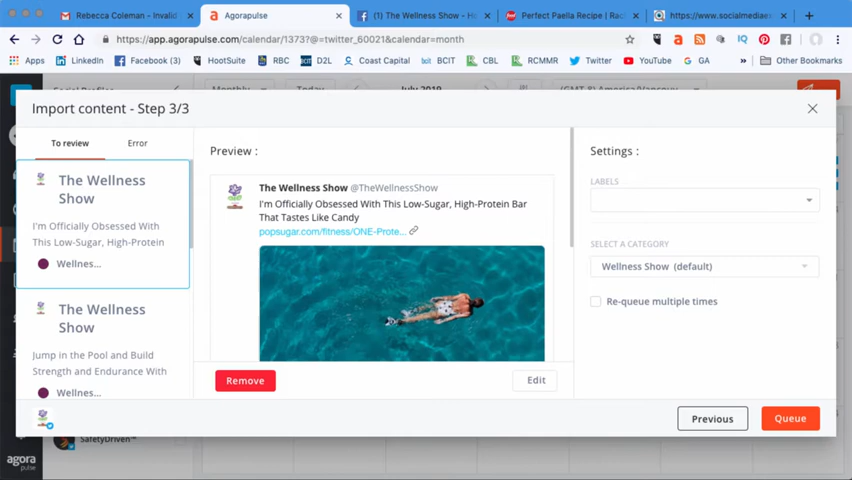 Rebecca Coleman - Invalid
Agorapulse
(1) The Wellness Show - H
Perfect Paella Recipe | Rac
https://www.socialmediaex
https://app.agorapulse.com/calendar/1373?@=twitter_60021&calendar=month
Apps
LinkedIn
Facebook (3)
HootSuite
RBC
D2L
Coast Capital
BCIT
CBL
RCMMR
Twitter
YouTube
GA
»
Other Bookmarks
Monthly
Today
July 2019
Import content - Step 3/3
To review
Error
The Wellness
Show
I'm Officially Obsessed With
This Low-Sugar, High-Protein
Wellnes...
The Wellness
Show
Jump in the Pool and Build
Strength and Endurance With
Wellnes...
Preview :
The Wellness Show @TheWellnessShow
I'm Officially Obsessed With This Low-Sugar, High-Protein Bar
That Tastes Like Candy
popsugar.com/fitness/ONE-Prote...
Remove
Edit
Settings :
LABELS
SELECT A CATEGORY
Wellness Show (default)
Re-queue multiple times
Previous
Queue
SafetyDriven™
agora
pulse